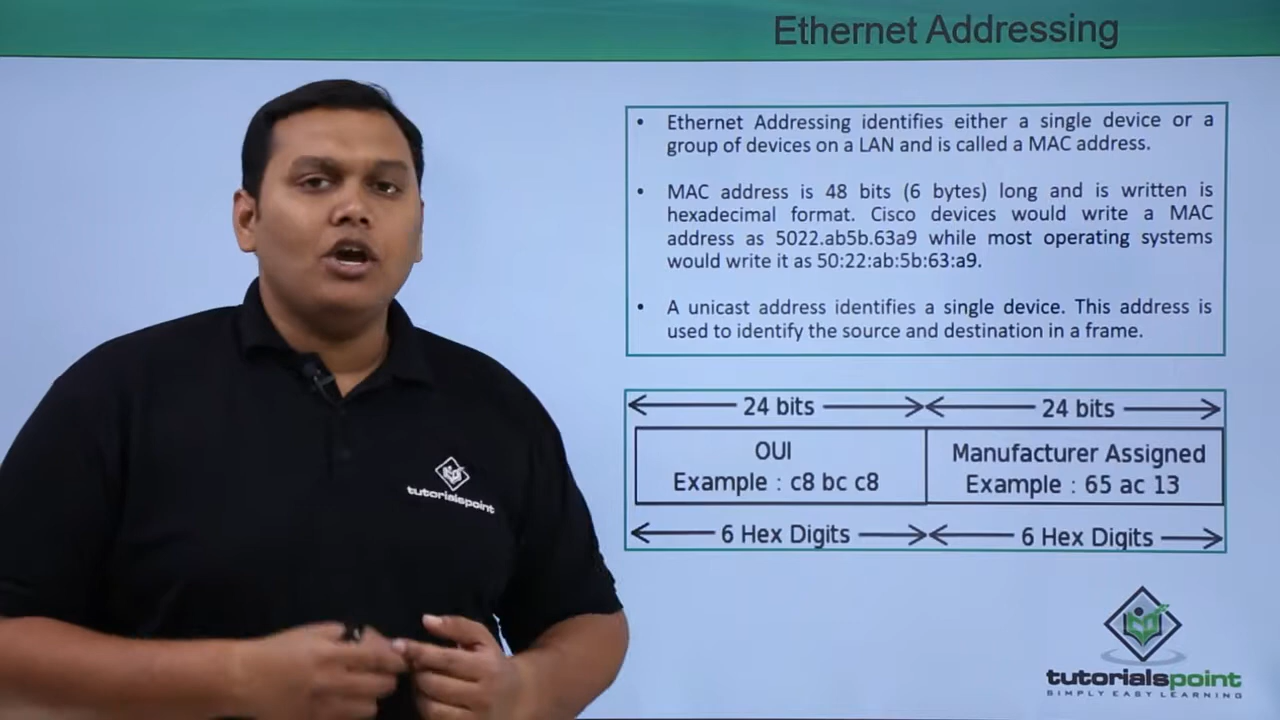 Ethernet Addressing
• Ethernet Addressing identifies either a single device or a
group of devices on a LAN and is called a MAC address.
• MAC address is 48 bits (6 bytes) long and is written is
hexadecimal format. Cisco devices would write a MAC
address as 5022.ab5b.63a9 while most operating systems
would write it as 50:22:ab:5b:63:a9.
• A unicast address identifies a single device. This address is
used to identify the source and destination in a frame.
24 bits 24 bits
OUI Manufacturer Assigned
Example : c8 bc c8 Example : 65 ac 13
6 Hex Digits 6 Hex Digits
tutorialspoint
tutorialspoint
SIMPLY EASY LEARNING